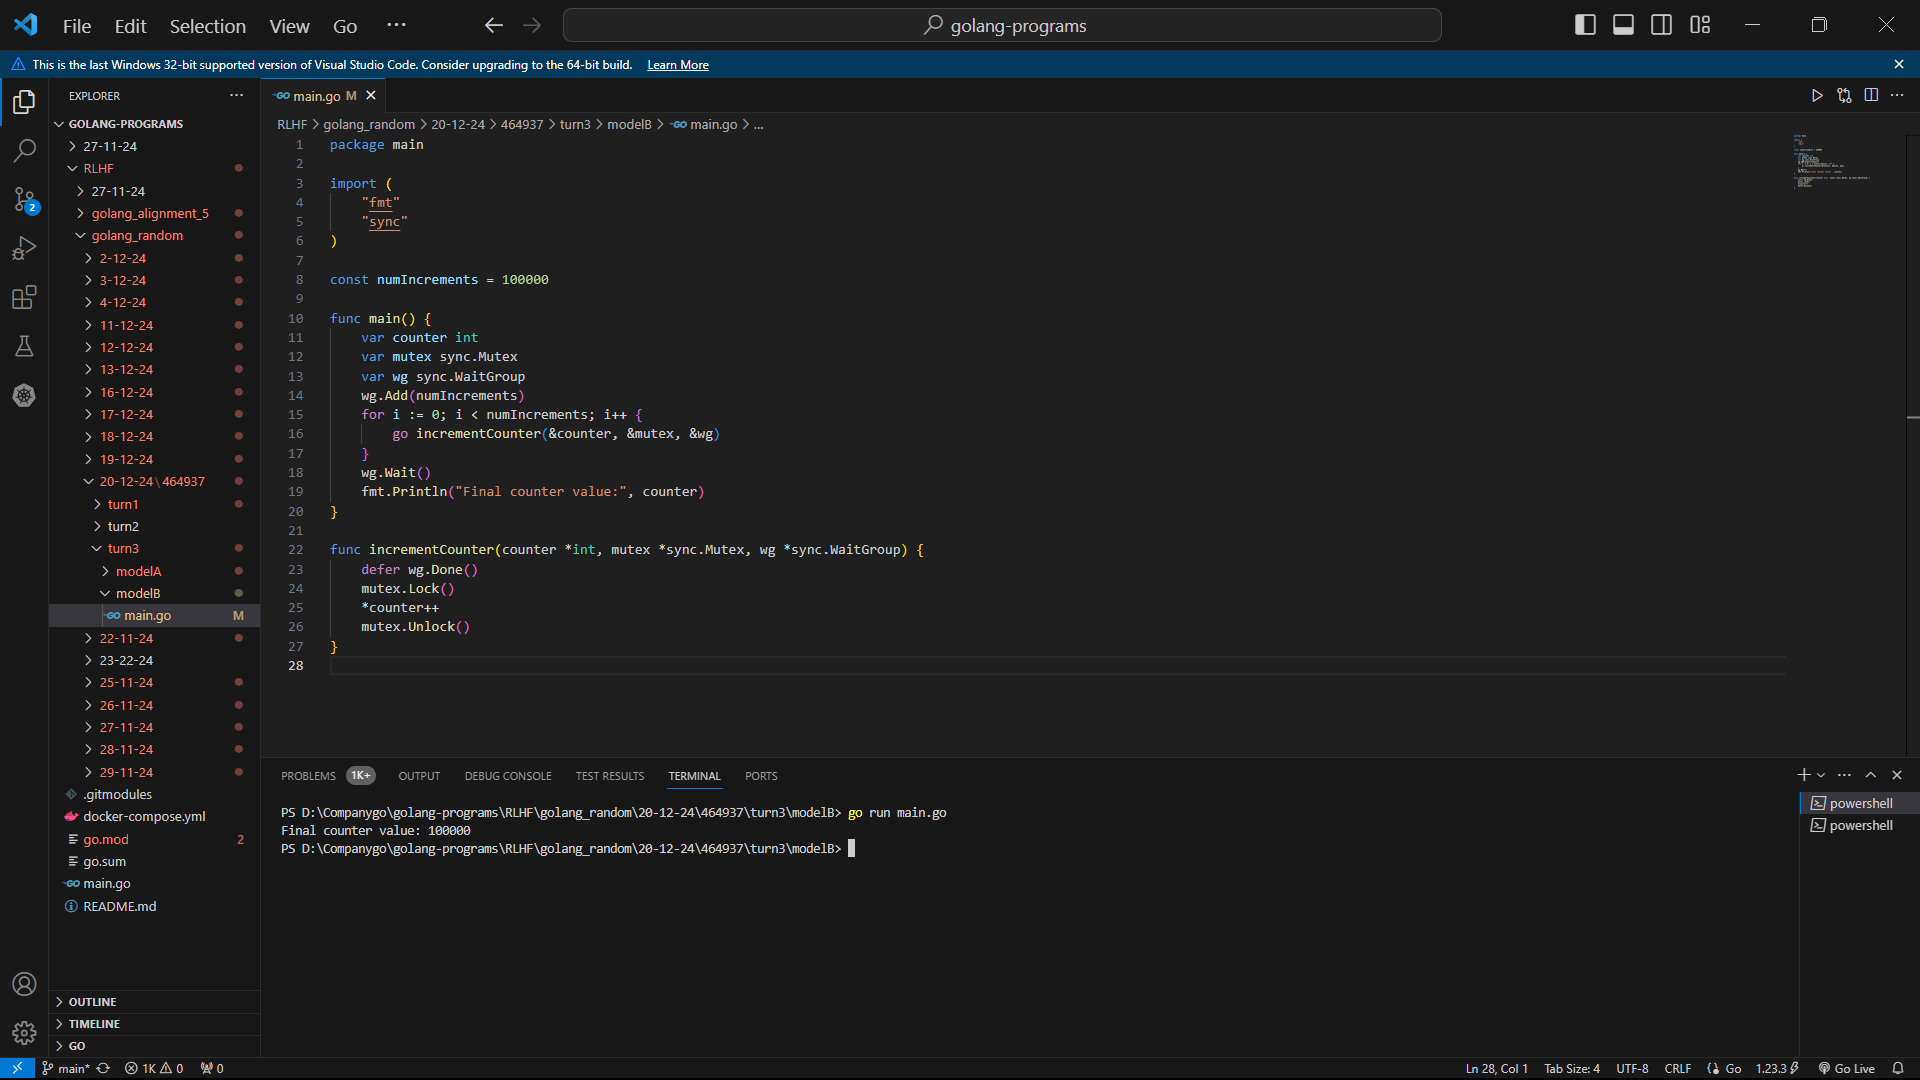 File Edit Selection View Go ···
golang-programs
This is the last Windows 32-bit supported version of Visual Studio Code. Consider upgrading to the 64-bit build. Learn More
EXPLORER
GOLANG-PROGRAMS
27-11-24
RLHF
27-11-24
golang_alignment_5
golang_random
2-12-24
3-12-24
4-12-24
11-12-24
12-12-24
13-12-24
16-12-24
17-12-24
18-12-24
19-12-24
20-12-24\464937
turn1
turn2
turn3
modelA
modelB
GO main.go M
22-11-24
23-22-24
25-11-24
26-11-24
27-11-24
28-11-24
29-11-24
.gitmodules
docker-compose.yml
go.mod 2
go.sum
GO main.go
README.md
OUTLINE
TIMELINE
GO
2
GO main.go M
RLHF > golang_random > 20-12-24 > 464937 > turn3 > modelB > GO main.go > ...
1 package main
2
3 import (
4 "fmt"
5 "sync"
6 )
7
8 const numIncrements = 100000
9
10 func main() {
11 var counter int
12 var mutex sync.Mutex
13 var wg sync.WaitGroup
14 wg.Add(numIncrements)
15 for i := 0; i < numIncrements; i++ {
16 go incrementCounter(&counter, &mutex, &wg)
17 }
18 wg.Wait()
19 fmt.Println("Final counter value:", counter)
20 }
21
22 func incrementCounter(counter *int, mutex *sync.Mutex, wg *sync.WaitGroup) {
23 defer wg.Done()
24 mutex.Lock()
25 *counter++
26 mutex.Unlock()
27 }
28
PROBLEMS 1K+ OUTPUT DEBUG CONSOLE TEST RESULTS TERMINAL PORTS
PS D:\Companygo\golang-programs\RLHF\golang_random\20-12-24\464937\turn3\modelB> go run main.go
Final counter value: 100000
PS D:\Companygo\golang-programs\RLHF\golang_random\20-12-24\464937\turn3\modelB>
powershell
powershell
main* 1K 0 0 Ln 28, Col 1 Tab Size: 4 UTF-8 CRLF Go 1.23.3 Go Live